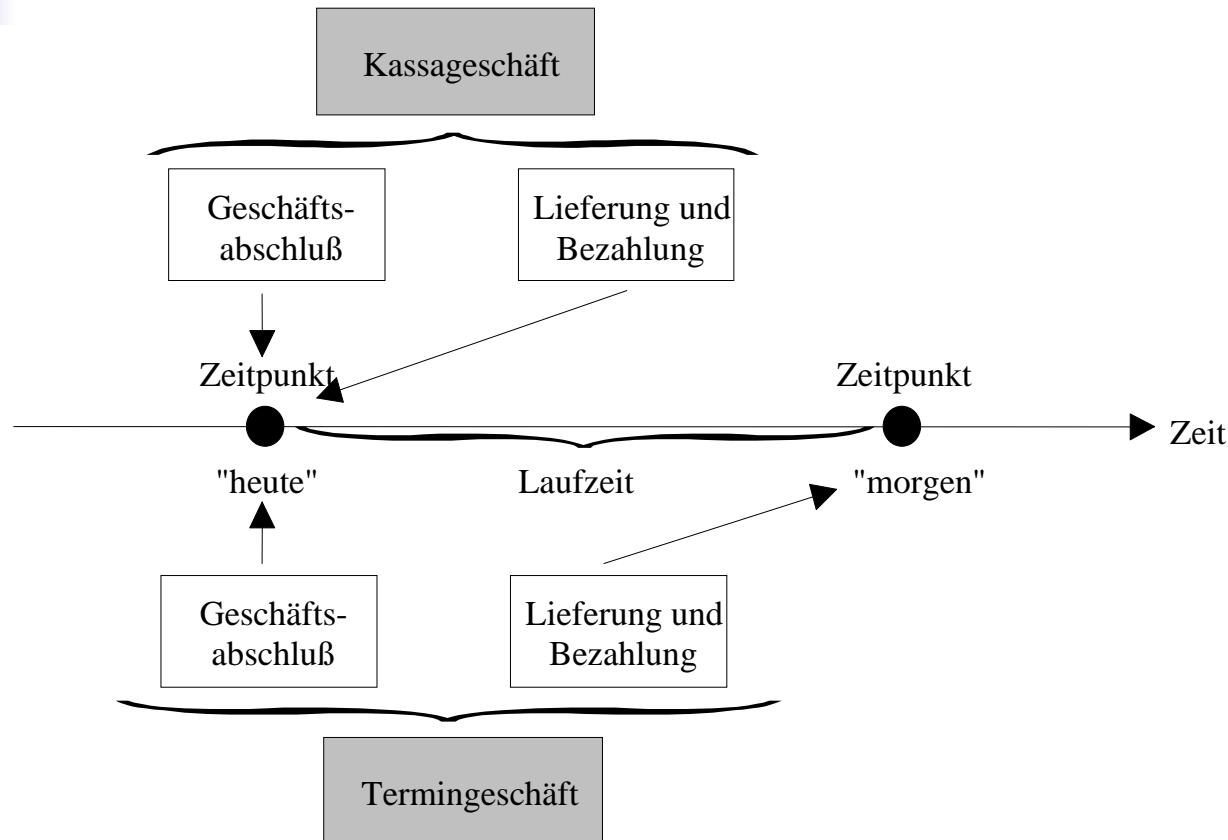 Kassageschäft
Geschäfts-
abschluß
Lieferung und
Bezahlung
Zeitpunkt
Zeitpunkt
Zeit
"heute"
Laufzeit
"morgen"
Geschäfts-
abschluß
Lieferung und
Bezahlung
Termingeschäft